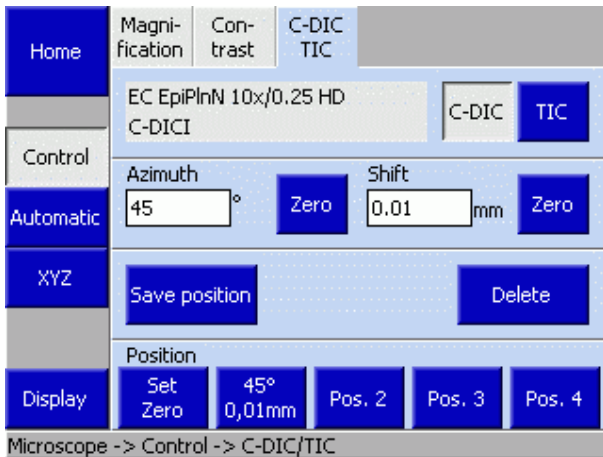 Home
Magni-
fication
Con-
trast
C-DIC
TIC
EC EpiPlnN 10x/0.25 HD
C-DICI
C-DIC
TIC
Control
Azimuth
45
°
Zero
Shift
0.01
mm
Zero
Automatic
XYZ
Save position
Delete
Position
Display
Set
Zero
45°
0,01mm
Pos. 2
Pos. 3
Pos. 4
Microscope -> Control -> C-DIC/TIC